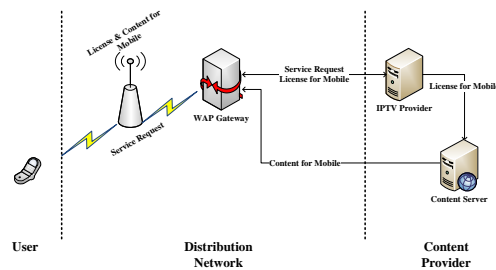 License & Content for
Mobile
Service Request
WAP Gateway
Service Request
License for Mobile
IPTV Provider
License for Mobile
Content for Mobile
Content Server
User
Distribution
Network
Content
Provider